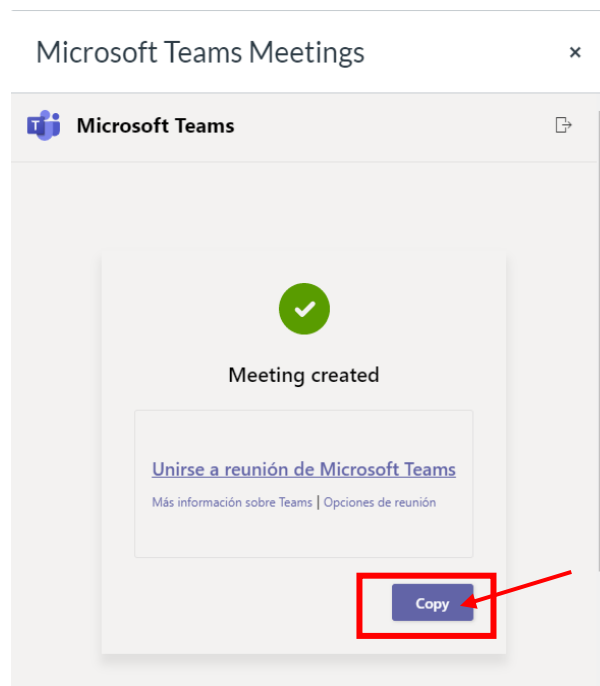 Microsoft Teams Meetings ×
Microsoft Teams
Meeting created
Unirse a reunión de Microsoft Teams
Más información sobre Teams | Opciones de reunión
Copy